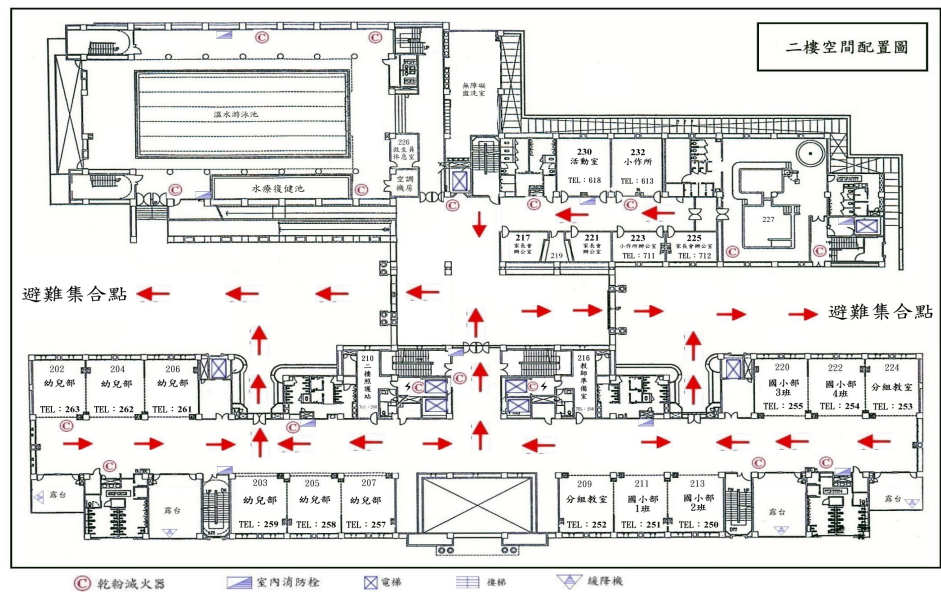 二樓空間配置圖
無障礙
盥洗室
溫水游泳池
226
救生員
休息室
空調
機房
水療復健池
230
活動室
TEL：618
232
小作所
TEL：613
227
217
家長會
辦公室
219
221
家長會
辦公室
223
小作所辦公室
TEL：711
225
家長會辦公室
TEL：712
避難集合點
避難集合點
202
幼兒部
TEL：263
204
幼兒部
TEL：262
206
幼兒部
TEL：261
210
二樓照護站
216
教師準備室
220
國小部
3班
TEL：255
222
國小部
4班
TEL：254
224
分組教室
TEL：253
露台
露台
203
幼兒部
TEL：259
205
幼兒部
TEL：258
207
幼兒部
TEL：257
209
分組教室
TEL：252
211
國小部
1班
TEL：251
213
國小部
2班
TEL：250
露台
露台
乾粉滅火器
室內消防栓
電梯
樓梯
緩降機